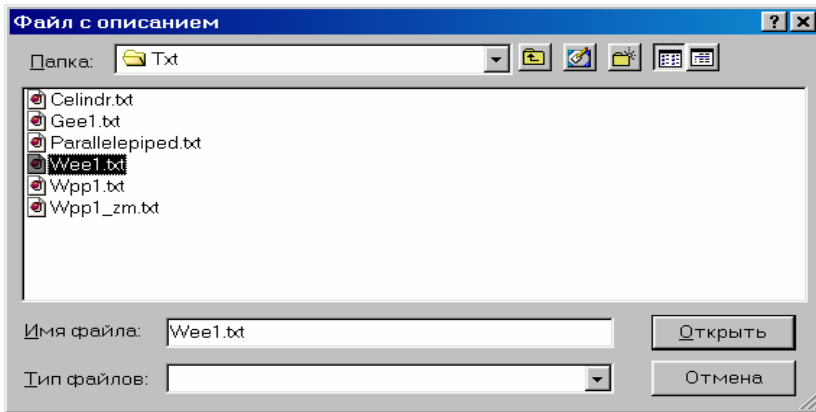 Файл с описанием
Папка: Txt
Celindr.txt
Gee1.txt
Parallelepiped.txt
Wee1.txt
Wpp1.txt
Wpp1_zm.txt
Имя файла: Wee1.txt Открыть
Тип файлов: Отмена